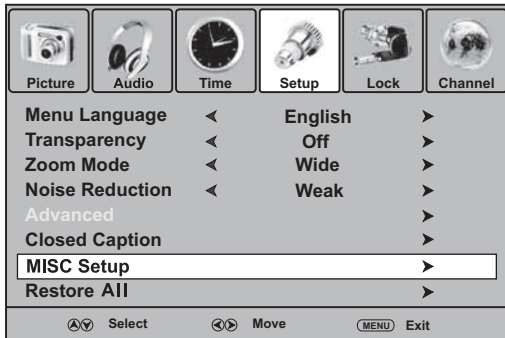 Picture Audio Time Setup Lock Channel
Menu Language English
Transparency Off
Zoom Mode Wide
Noise Reduction Weak
Advanced
Closed Caption
MISC Setup
Restore All
Select Move MENU Exit